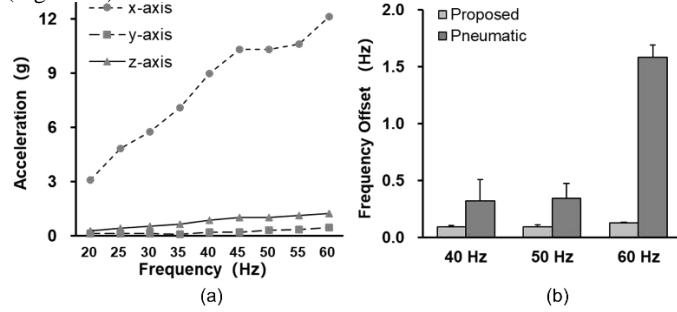 x-axis
y-axis
z-axis
Acceleration (g)
12
9
6
3
0
20 25 30 35 40 45 50 55 60
Frequency (Hz)
(a)
Proposed
Pneumatic
Frequency Offset (Hz)
2.0
1.5
1.0
0.5
0.0
40 Hz 50 Hz 60 Hz
(b)